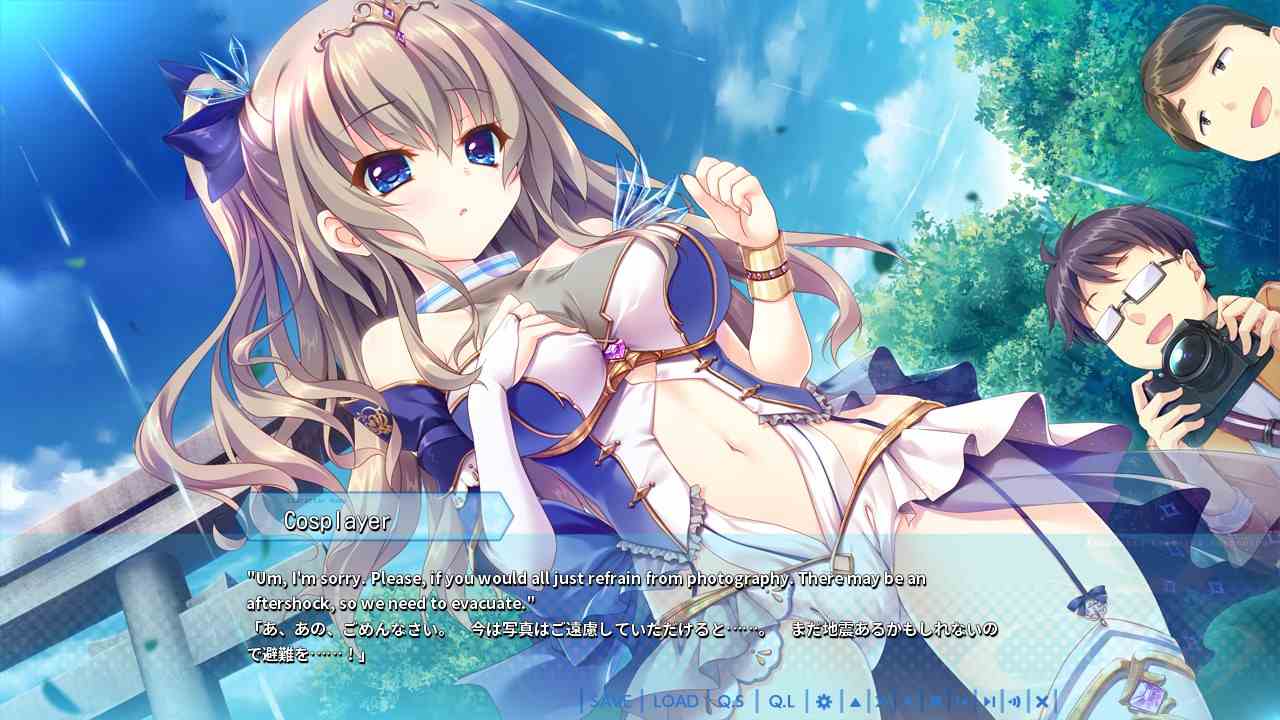 Cosplayer
"Um, I'm sorry. Please, if you would all just refrain from photography. There may be an
aftershock, so we need to evacuate."
「あ、あの、ごめんなさい。　今は写真はご遠慮していただけると……。　まだ地震あるかもしれないの
で避難を……！」
SAVE LOAD Q.S Q.L